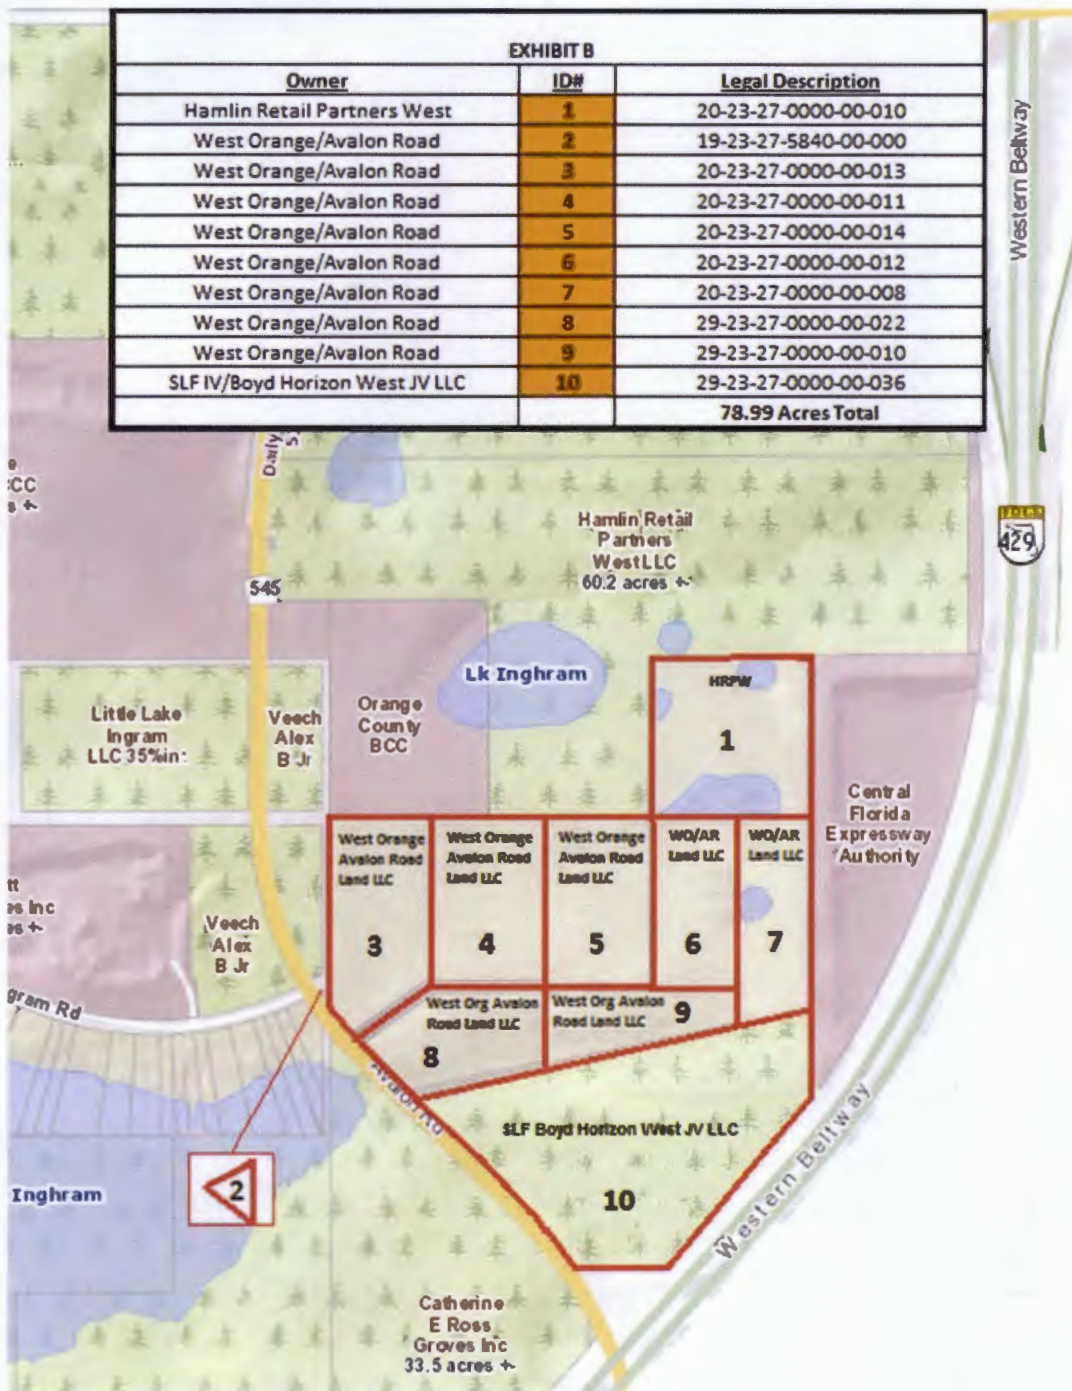 EXHIBIT B
Owner ID# Legal Description
Hamlin Retail Partners West 1 20-23-27-0000-00-010
West Orange/Avalon Road 2 19-23-27-5840-00-000
West Orange/Avalon Road 3 20-23-27-0000-00-013
West Orange/Avalon Road 4 20-23-27-0000-00-011
West Orange/Avalon Road 5 20-23-27-0000-00-014
West Orange/Avalon Road 6 20-23-27-0000-00-012
West Orange/Avalon Road 7 20-23-27-0000-00-008
West Orange/Avalon Road 8 29-23-27-0000-00-022
West Orange/Avalon Road 9 29-23-27-0000-00-010
SLF IV/Boyd Horizon West JV LLC 10 29-23-27-0000-00-036
78.99 Acres Total
Western Beltway
Daily
e
CC
s +-
Hamlin Retail
Partners
West LLC
60.2 acres +-
429
545
Lk Inghram
HRPW
1
Little Lake
Ingram
LLC 35%in:
Veech
Alex
B Jr
Orange
County
BCC
Central
Florida
Expressway
Authority
West Orange
Avalon Road
Land LLC
3
West Orange
Avalon Road
Land LLC
4
West Orange
Avalon Road
Land LLC
5
WO/AR
Land LLC
6
WO/AR
Land LLC
7
tt
es Inc
es +-
Veech
Alex
B Jr
gram Rd
West Org Avalon
Road Land LLC
8
West Org Avalon
Road Land LLC
9
Avalon Rd
SLF Boyd Horizon West JV LLC
10
2
Inghram
Western Beltway
Catherine
E Ross
Groves Inc
33.5 acres +-